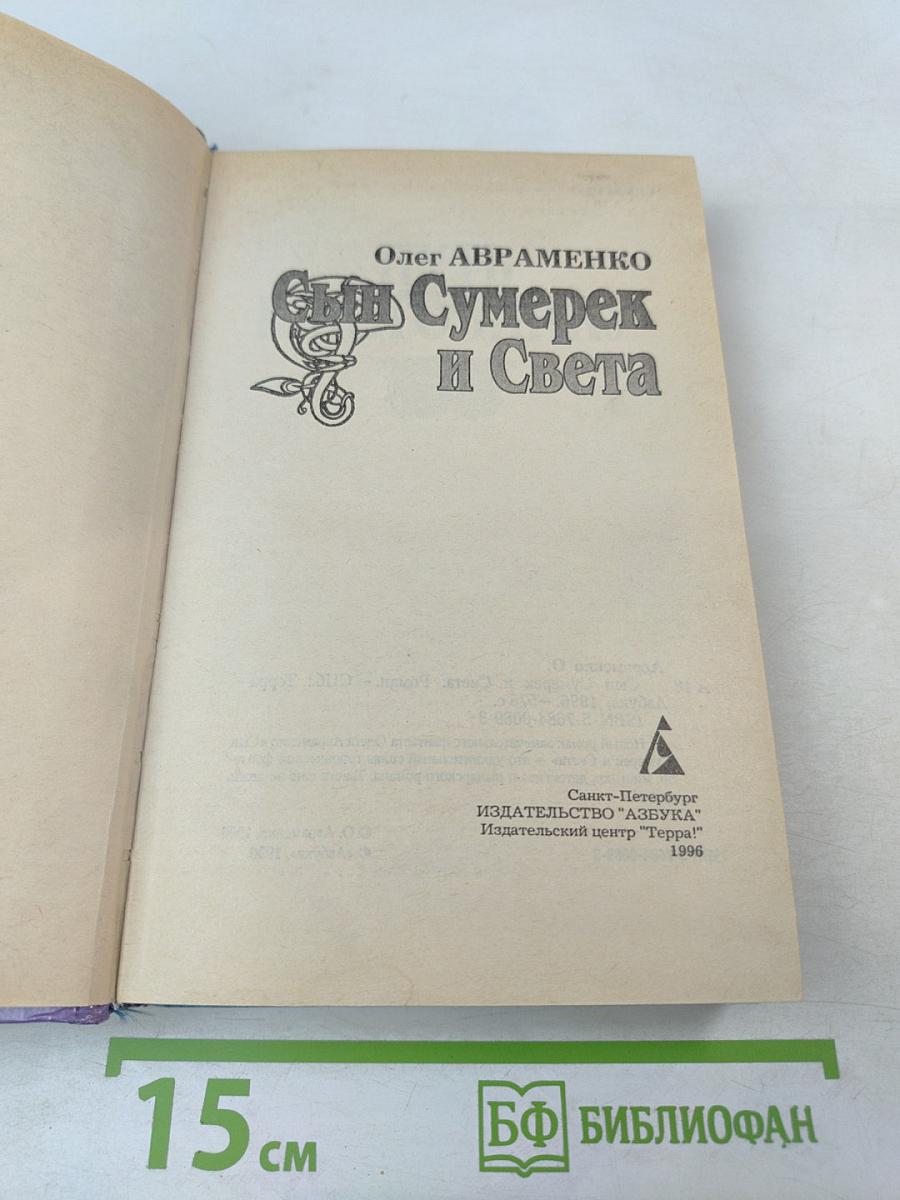 Олег АВРАМЕНКО
Сын Сумерек
и Света
Санкт-Петербург
ИЗДАТЕЛЬСТВО "АЗБУКА"
Издательский центр "Терра!"
1996
15 см
БФ БИБЛИОФАН